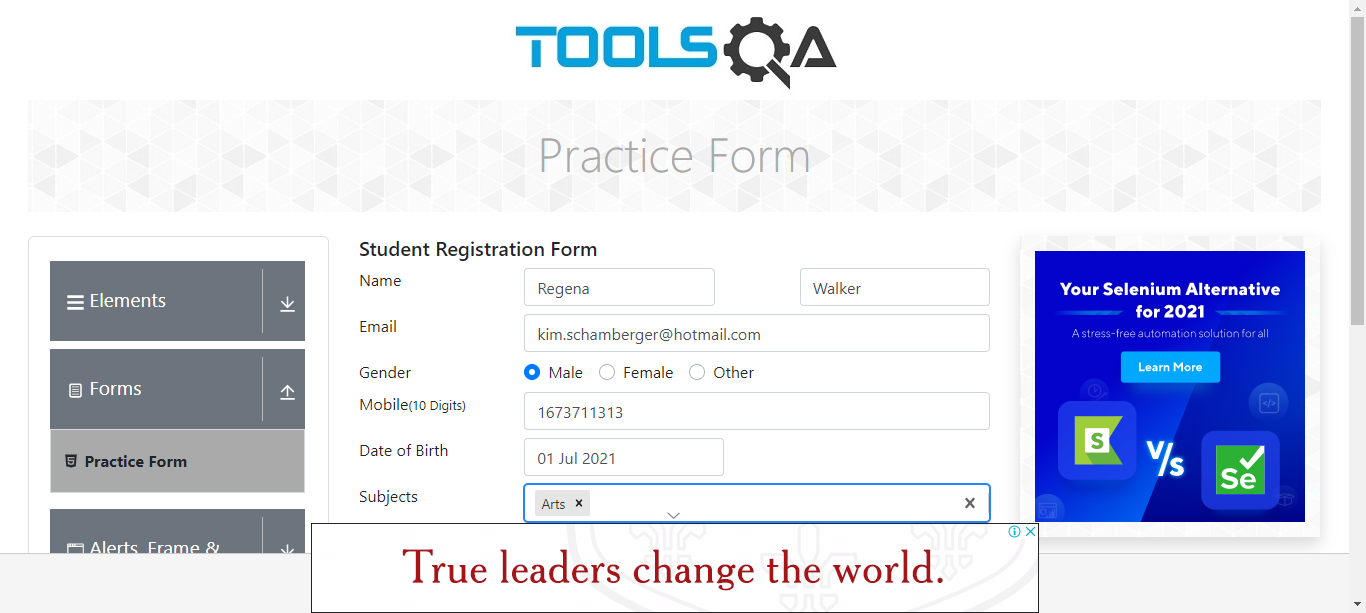 TOOLSQA
Practice Form
Elements
Forms
Practice Form
Alerts, Frame &
Student Registration Form
Name
Regena
Walker
Email
kim.schamberger@hotmail.com
Gender
Male
Female
Other
Mobile(10 Digits)
1673711313
Date of Birth
01 Jul 2021
Subjects
Arts
Your Selenium Alternative
for 2021
A stress-free automation solution for all
Learn More
S
V/s
Se
True leaders change the world.